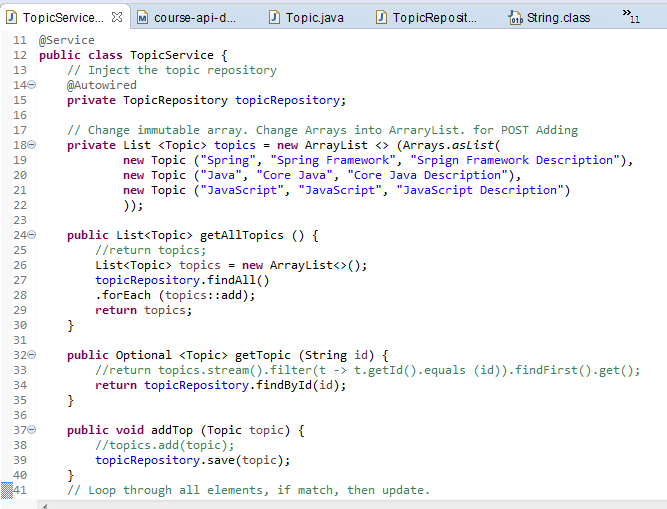 TopicService... course-api-d... Topic.java TopicReposit... String.class »11
11 @Service
12 public class TopicService {
13 // Inject the topic repository
14 @Autowired
15 private TopicRepository topicRepository;
16
17 // Change immutable array. Change Arrays into ArraryList. for POST Adding
18 private List <Topic> topics = new ArrayList <> (Arrays.asList(
19 new Topic ("Spring", "Spring Framework", "Srpign Framework Description"),
20 new Topic ("Java", "Core Java", "Core Java Description"),
21 new Topic ("JavaScript", "JavaScript", "JavaScript Description")
22 ));
23
24 public List<Topic> getAllTopics () {
25 //return topics;
26 List<Topic> topics = new ArrayList<>();
27 topicRepository.findAll()
28 .forEach (topics::add);
29 return topics;
30 }
31
32 public Optional <Topic> getTopic (String id) {
33 //return topics.stream().filter(t -> t.getId().equals (id)).findFirst().get();
34 return topicRepository.findById(id);
35 }
36
37 public void addTop (Topic topic) {
38 //topics.add(topic);
39 topicRepository.save(topic);
40 }
41 // Loop through all elements, if match, then update.